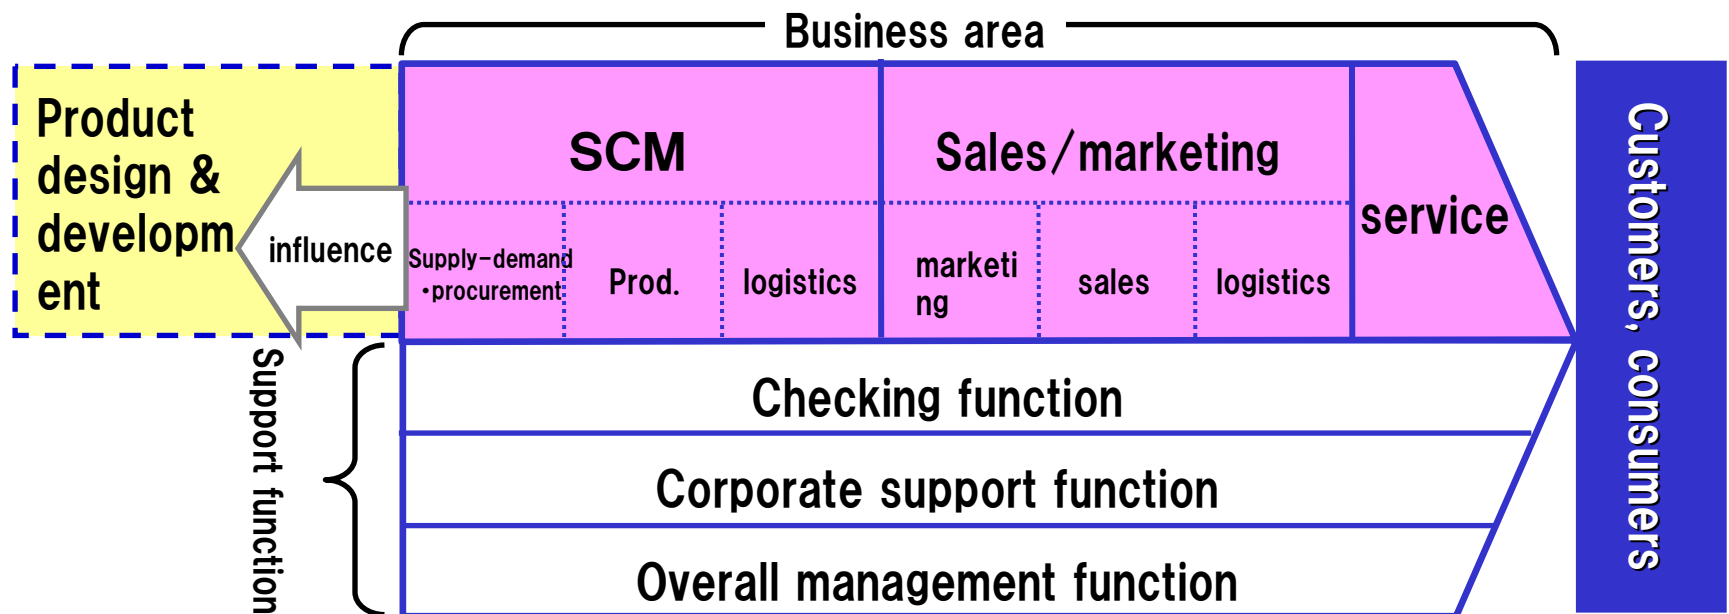 Business area
Product
design &
developm
ent
influence
SCM
Sales/marketing
service
Supply-demand
・procurement
Prod.
logistics
marketi
ng
sales
logistics
Customers, consumers
Support function
Checking function
Corporate support function
Overall management function